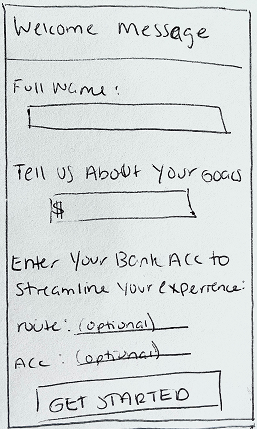 Welcome Message
Full Name:
Tell us About Your Goals
$
Enter Your Bank Acc to
Streamline Your Experience:
route: (optional)
Acc: (optional)
GET STARTED